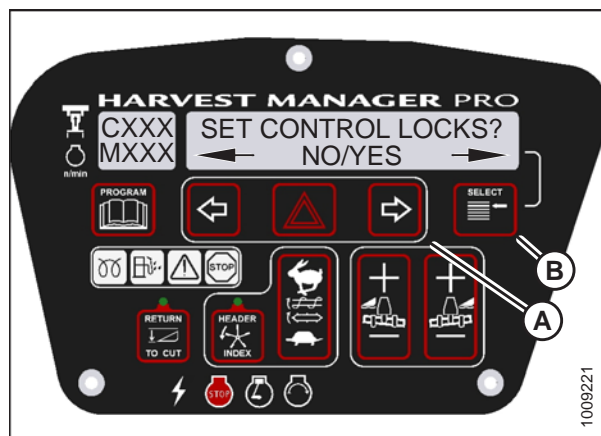 HARVEST MANAGER PRO
CXXX
MXXX
SET CONTROL LOCKS?
NO/YES
n/min
PROGRAM
SELECT
B
A
STOP
RETURN
TO CUT
HEADER
INDEX
STOP
1009221